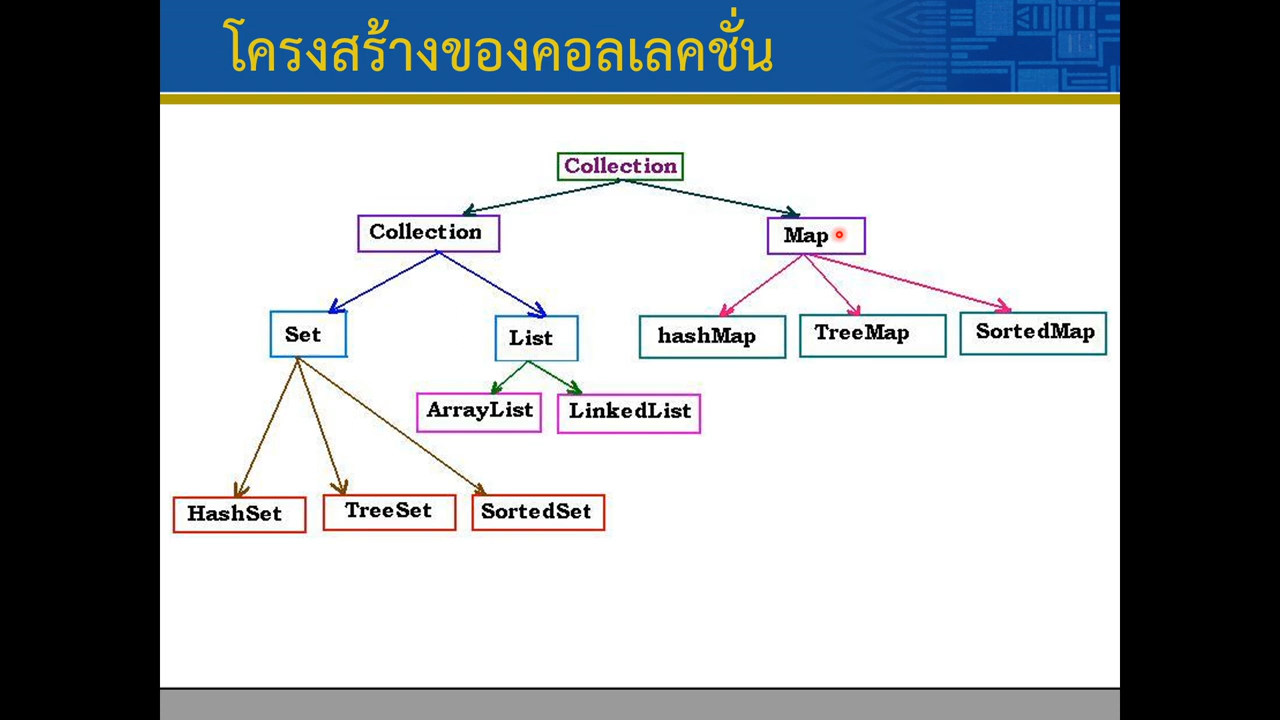 โครงสร้างของคอลเลคชั่น
Collection
Collection
Map
Set
List
hashMap
TreeMap
SortedMap
ArrayList
LinkedList
HashSet
TreeSet
SortedSet